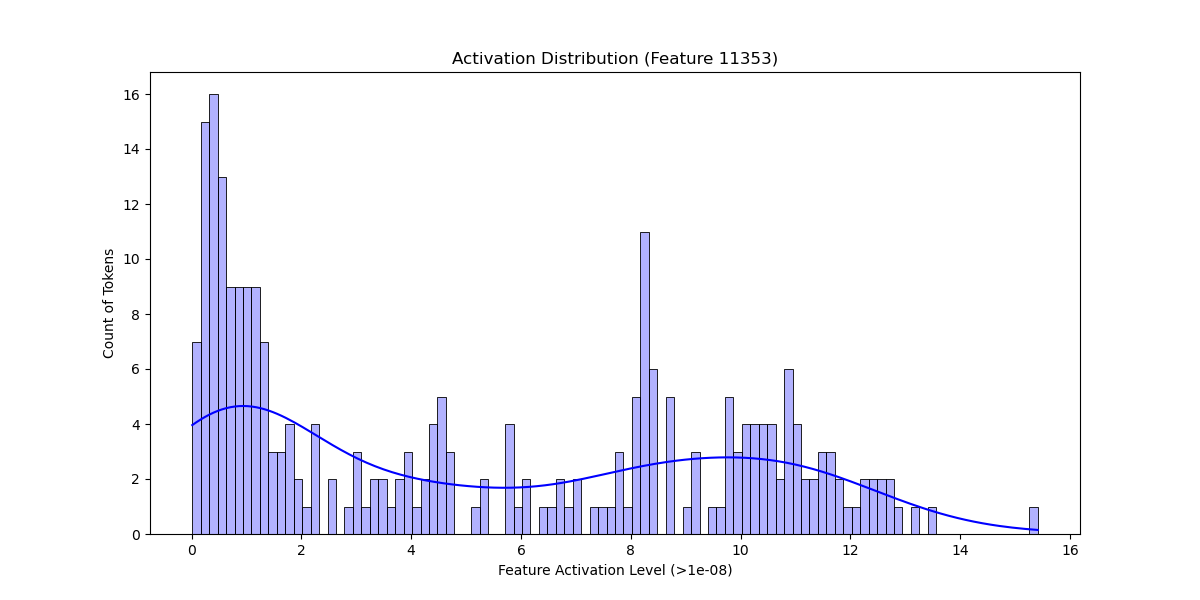 Activation Distribution (Feature 11353)
16
14
12
10
8
6
4
2
0
Count of Tokens
0 2 4 6 8 10 12 14 16
Feature Activation Level (>1e-08)